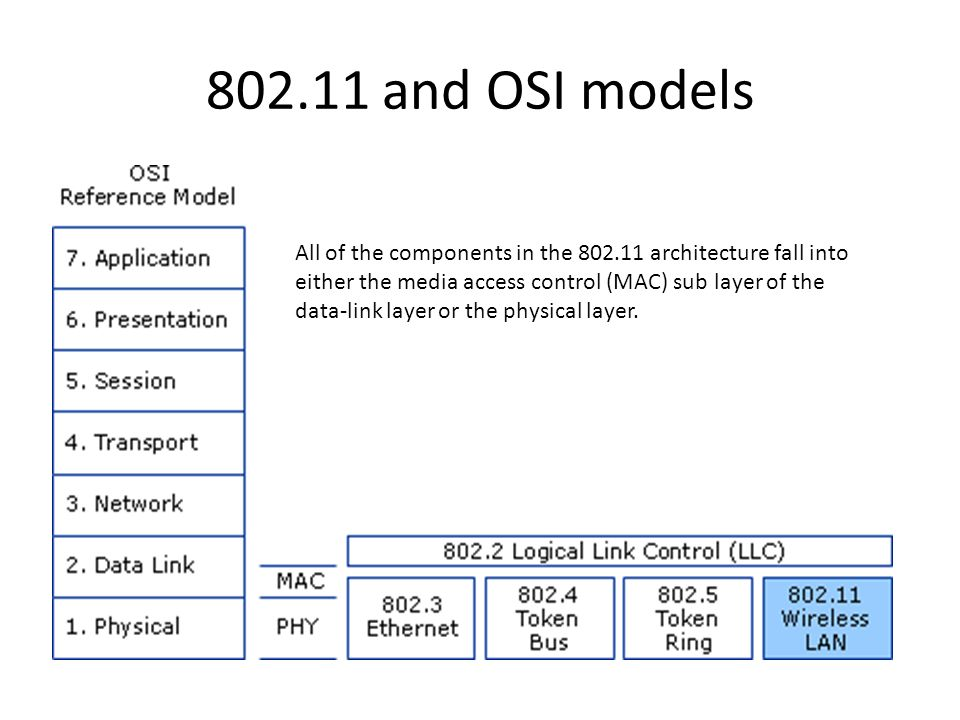 802.11 and OSI models
OSI
Reference Model
7. Application
6. Presentation
5. Session
4. Transport
3. Network
2. Data Link
1. Physical
All of the components in the 802.11 architecture fall into
either the media access control (MAC) sub layer of the
data-link layer or the physical layer.
802.2 Logical Link Control (LLC)
MAC
PHY
802.3
Ethernet
802.4
Token
Bus
802.5
Token
Ring
802.11
Wireless
LAN